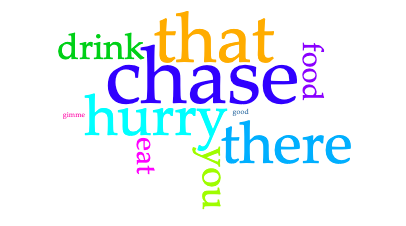 that
drink
food
chase
hurry
gimme
good
there
eat
you